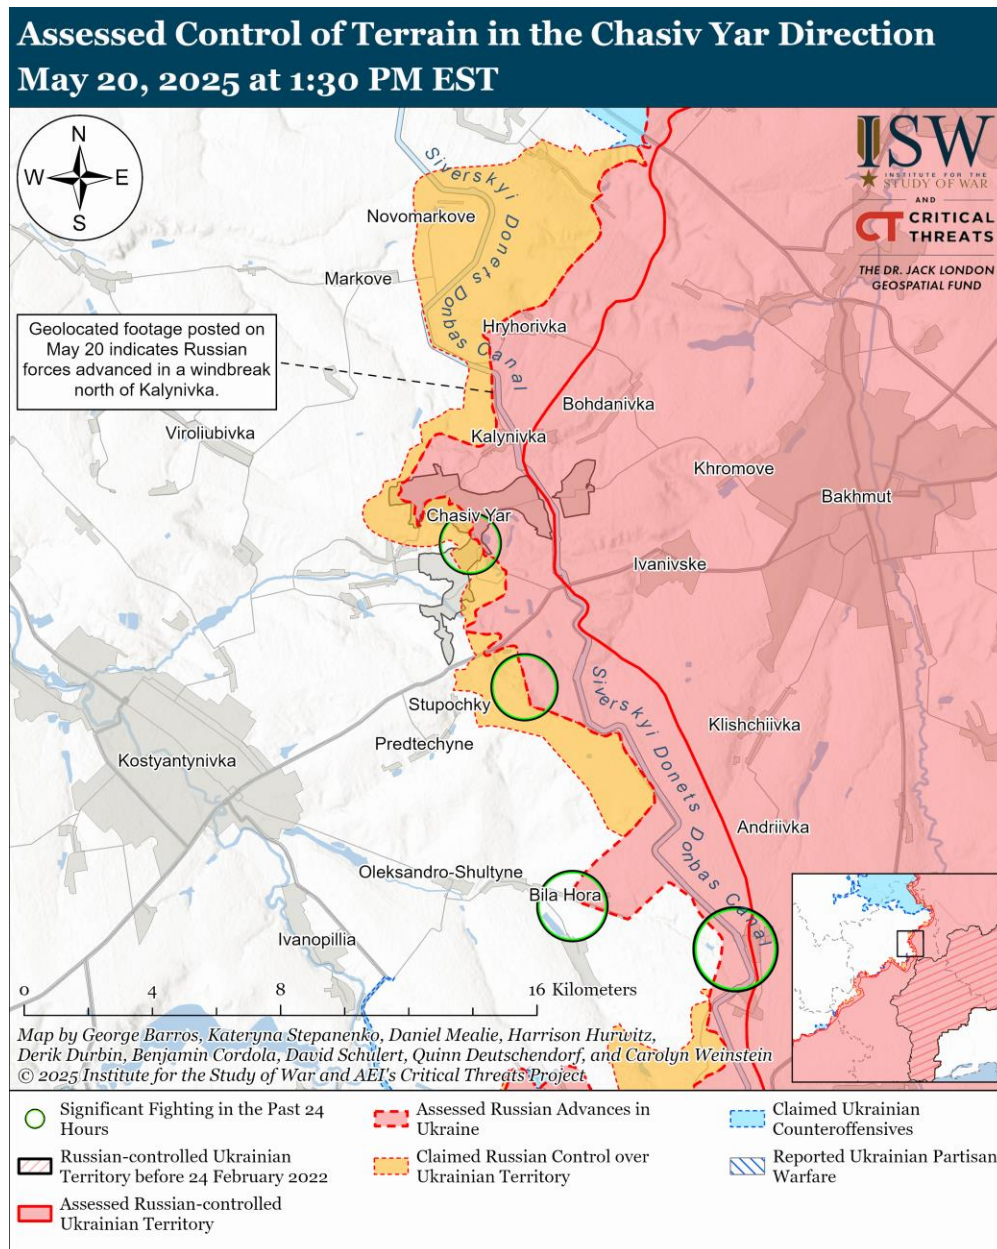 Assessed Control of Terrain in the Chasiv Yar Direction
May 20, 2025 at 1:30 PM EST
N
W
E
S
ISW
INSTITUTE FOR THE
STUDY OF WAR
AND
CT CRITICAL
THREATS
THE DR. JACK LONDON
GEOSPATIAL FUND
Siverskyi Donets Donbas Canal
Novomarkove
Markove
Hryhorivka
Geolocated footage posted on
May 20 indicates Russian
forces advanced in a windbreak
north of Kalynivka.
Bohdanivka
Viroliubivka
Kalynivka
Khromove
Bakhmut
Chasiv Yar
Ivanivske
Siverskyi Donets Donbas Canal
Stupochky
Klishchiivka
Predtechyne
Kostyantynivka
Andriivka
Oleksandro-Shultyne
Bila Hora
Ivanopillia
0 4 8 16 Kilometers
Map by George Barros, Kateryna Stepanenko, Daniel Mealie, Harrison Hurwitz,
Derik Durbin, Benjamin Cordola, David Schulert, Quinn Deutschendorf, and Carolyn Weinstein
© 2025 Institute for the Study of War and AEI's Critical Threats Project
Significant Fighting in the Past 24
Hours
Russian-controlled Ukrainian
Territory before 24 February 2022
Assessed Russian-controlled
Ukrainian Territory
Assessed Russian Advances in
Ukraine
Claimed Russian Control over
Ukrainian Territory
Claimed Ukrainian
Counteroffensives
Reported Ukrainian Partisan
Warfare